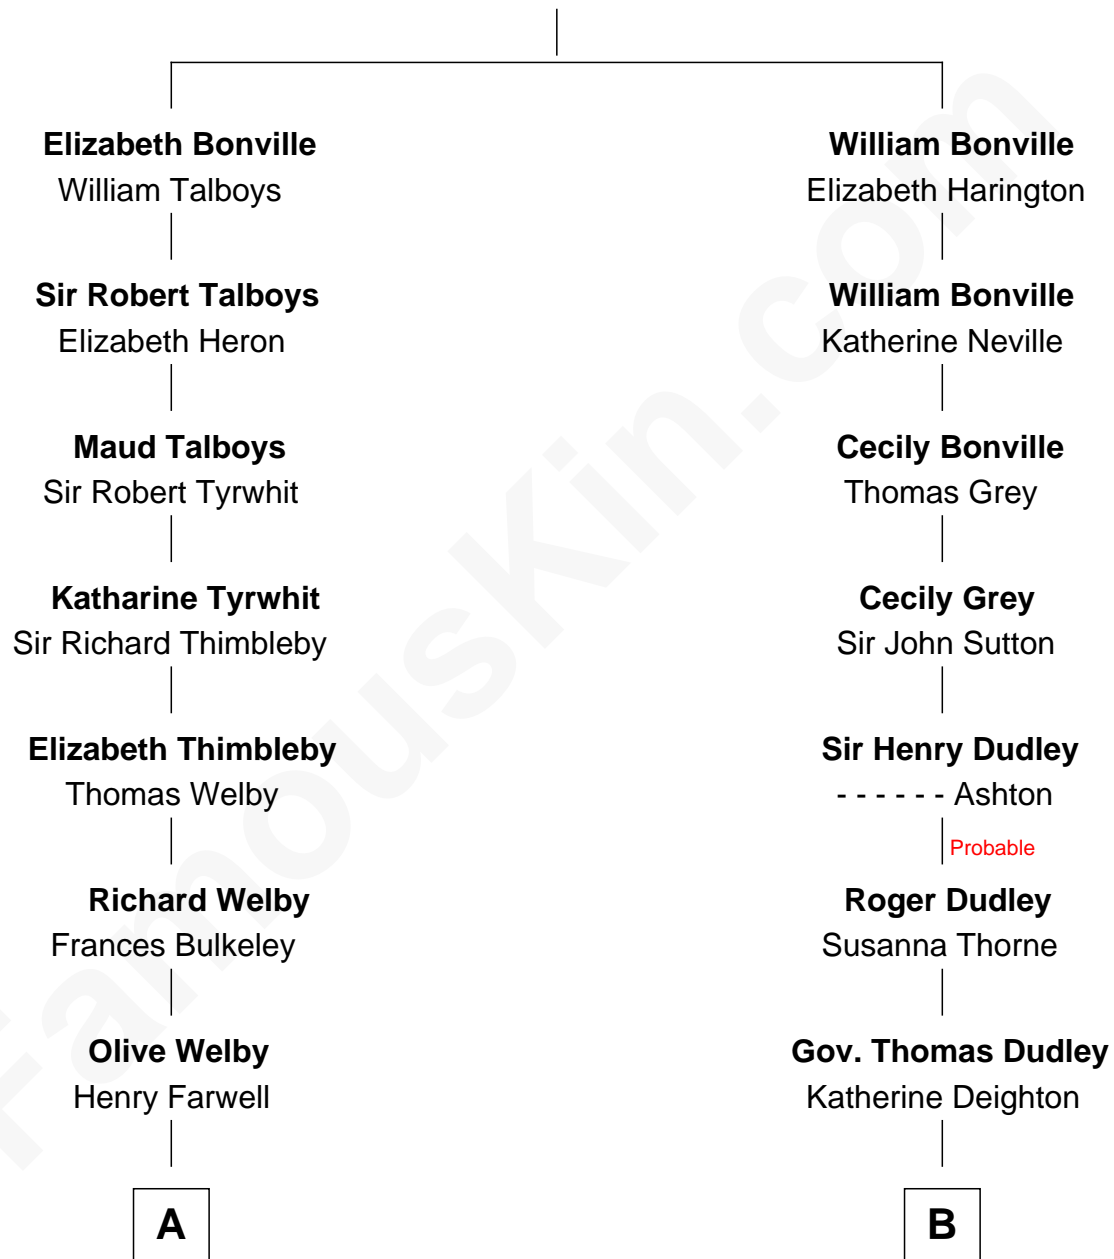 Elizabeth Bonville
William Talboys
Sir Robert Talboys
Elizabeth Heron
Maud Talboys
Sir Robert Tyrwhit
Katharine Tyrwhit
Sir Richard Thimbleby
Elizabeth Thimbleby
Thomas Welby
Richard Welby
Frances Bulkeley
Olive Welby
Henry Farwell
A
William Bonville
Elizabeth Harington
William Bonville
Katherine Neville
Cecily Bonville
Thomas Grey
Cecily Grey
Sir John Sutton
Sir Henry Dudley
- - - - - - Ashton
Probable
Roger Dudley
Susanna Thorne
Gov. Thomas Dudley
Katherine Deighton
B
FamousKin.com